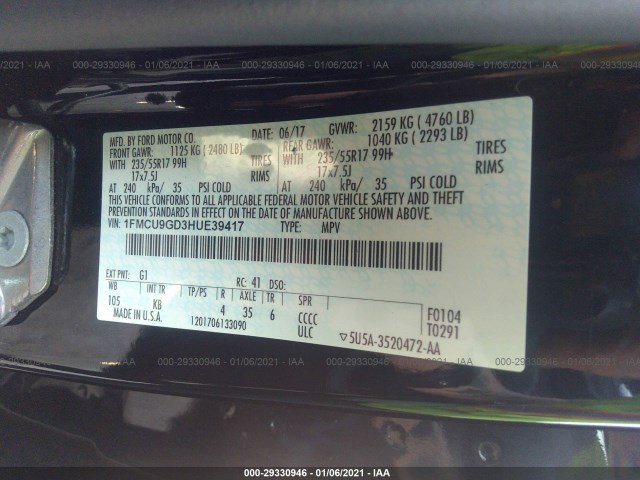 000-29330946 - 01/06/2021 - IAA
MFD. BY FORD MOTOR CO. DATE: 06/17 GVWR: 2159 KG ( 4760 LB)
FRONT GAWR: 1125 KG ( 2480 LB) REAR GAWR: 1040 KG ( 2293 LB)
WITH 235/55R17 99H TIRES WITH 235/55R17 99H TIRES
17x7.5J RIMS 17x7.5J RIMS
AT 240 kPa/ 35 PSI COLD AT 240 kPa/ 35 PSI COLD
THIS VEHICLE CONFORMS TO ALL APPLICABLE FEDERAL MOTOR VEHICLE SAFETY AND THEFT
PREVENTION STANDARDS IN EFFECT ON THE DATE OF MANUFACTURE SHOWN ABOVE.
VIN: 1FMCU9GD3HUE39417 TYPE: MPV
EXT PNT: G1 RC: 41 DSO:
WB INT TR TP/PS R AXLE TR SPR
105 KB 4 35 6 CCCC
MADE IN U.S.A. 1201706133090 ULC
F0104
T0291
▽5U5A-3520472-AA
000-29330946 - 01/06/2021 - IAA